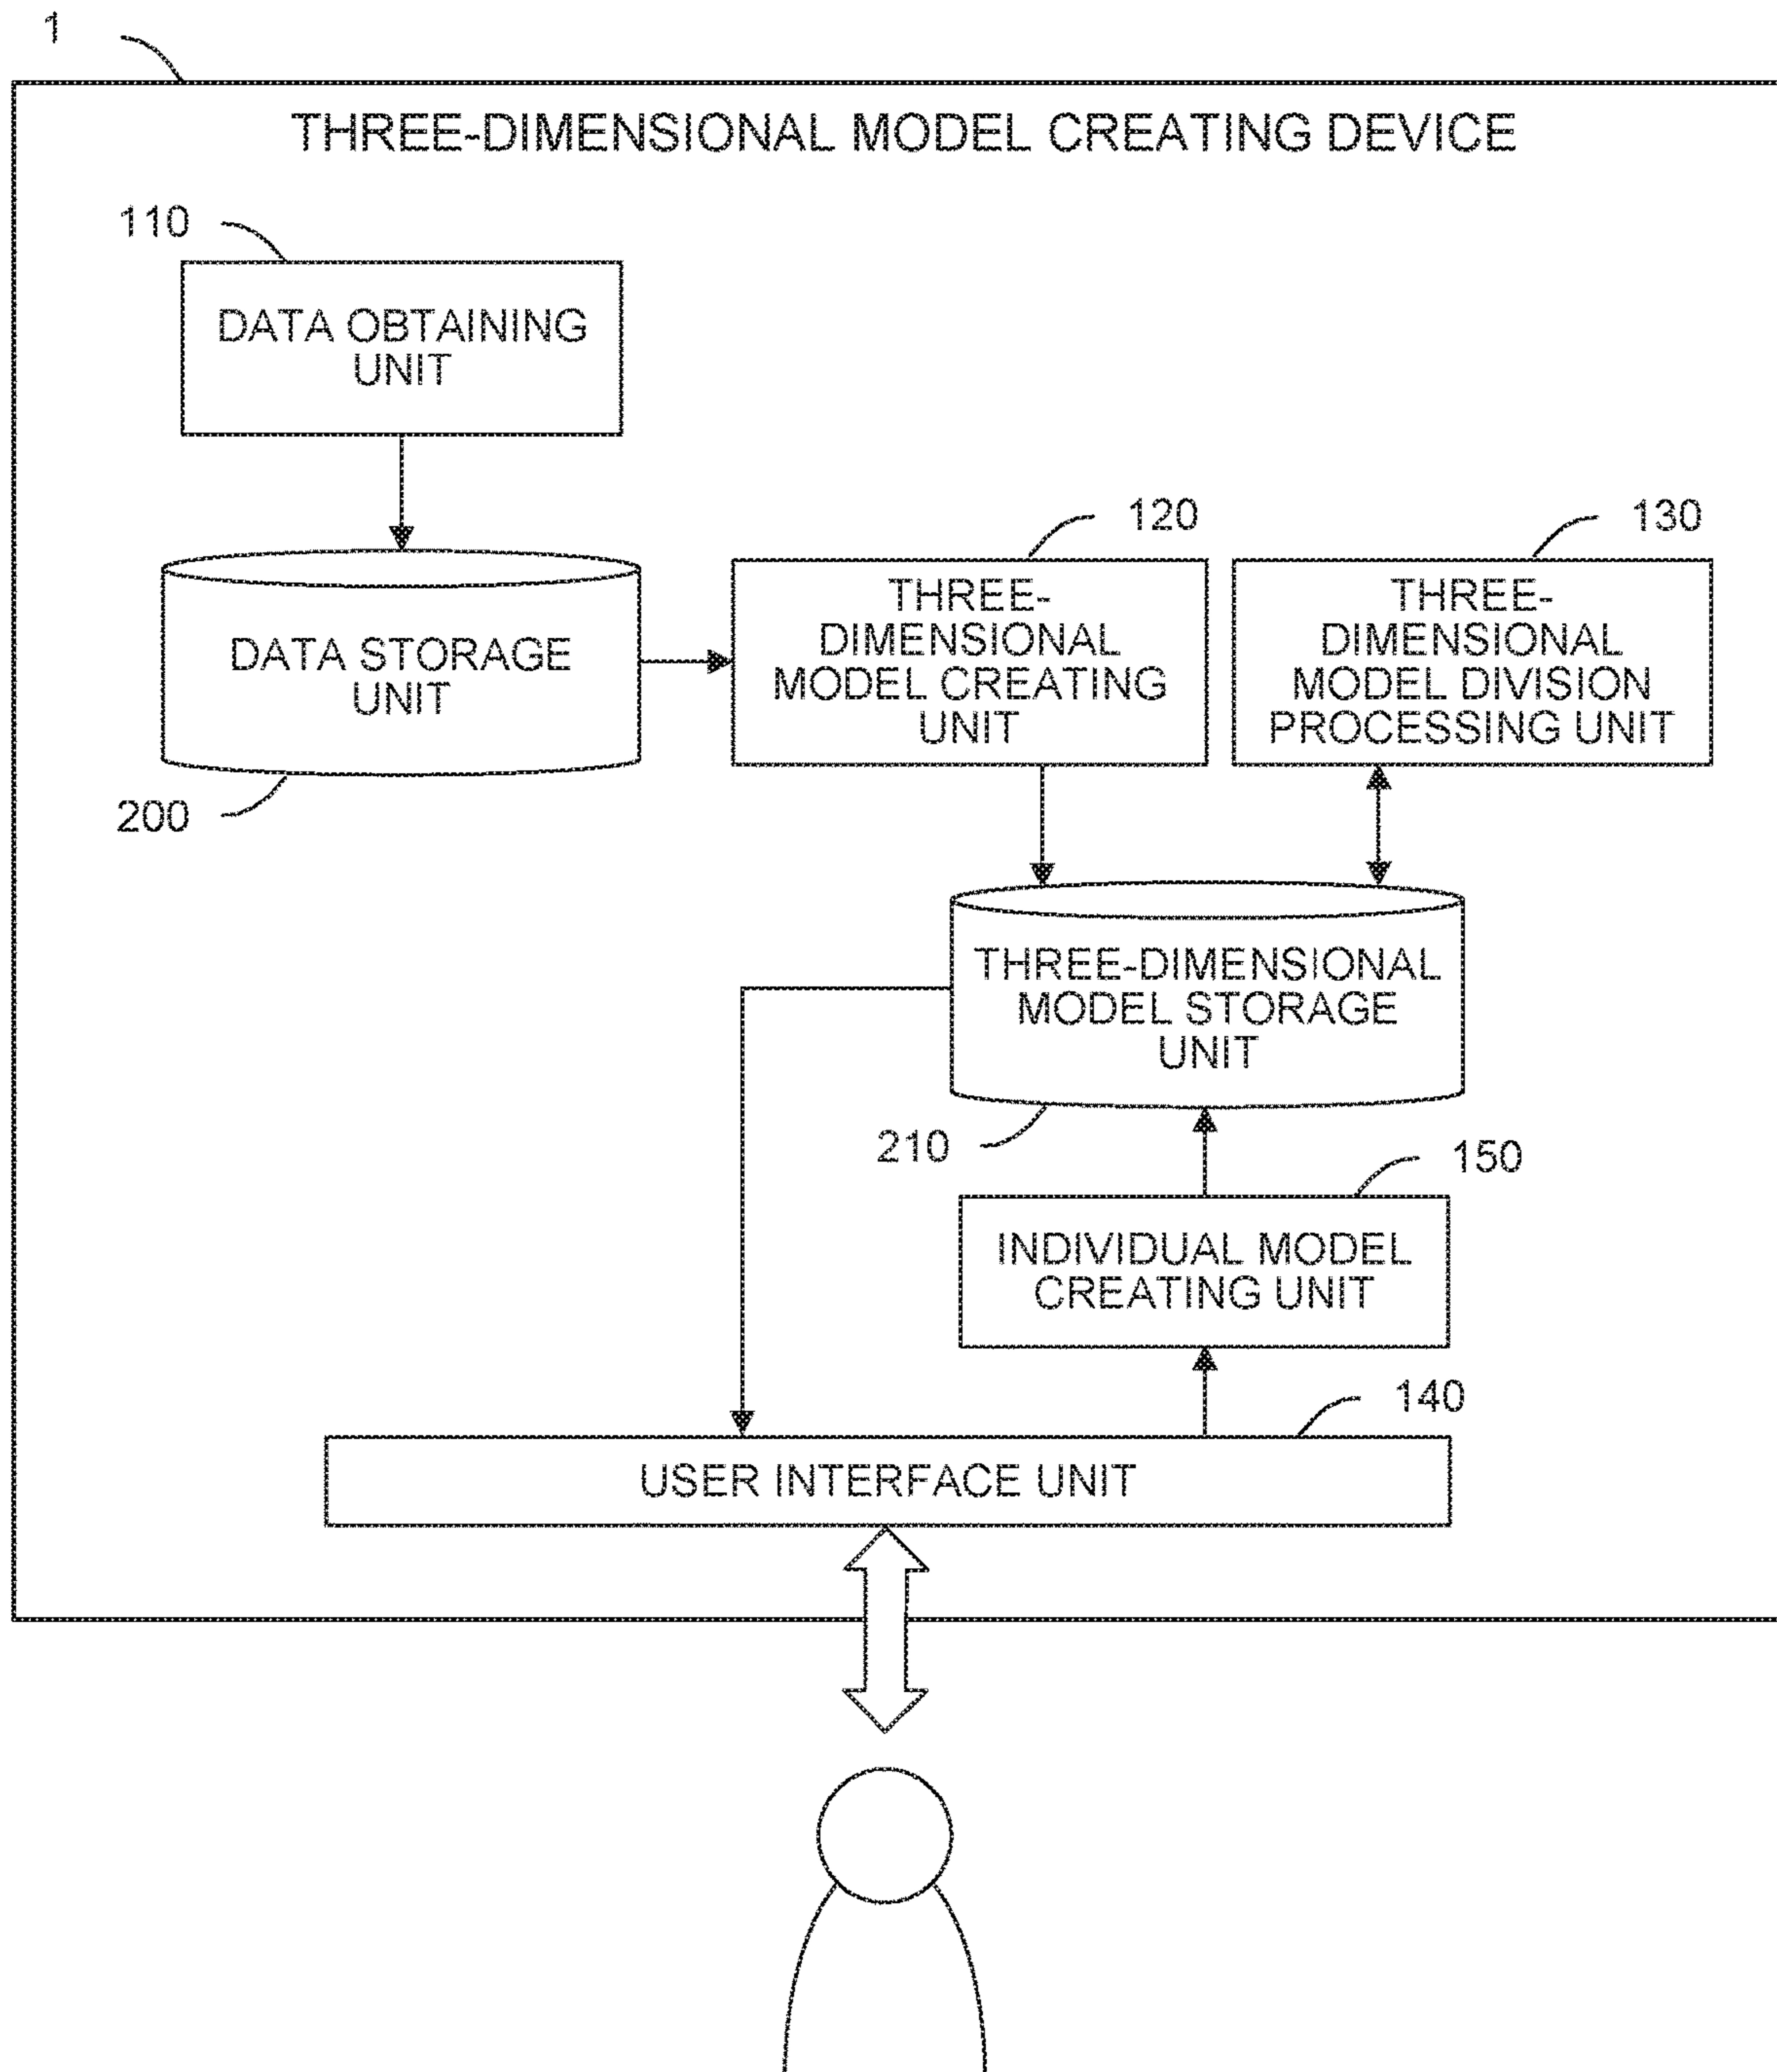 1
THREE-DIMENSIONAL MODEL CREATING DEVICE
110
DATA OBTAINING
UNIT
120
130
THREE-
DIMENSIONAL
MODEL CREATING
UNIT
THREE-
DIMENSIONAL
MODEL DIVISION
PROCESSING UNIT
DATA STORAGE
UNIT
200
THREE-DIMENSIONAL
MODEL STORAGE
UNIT
210
150
INDIVIDUAL MODEL
CREATING UNIT
140
USER INTERFACE UNIT